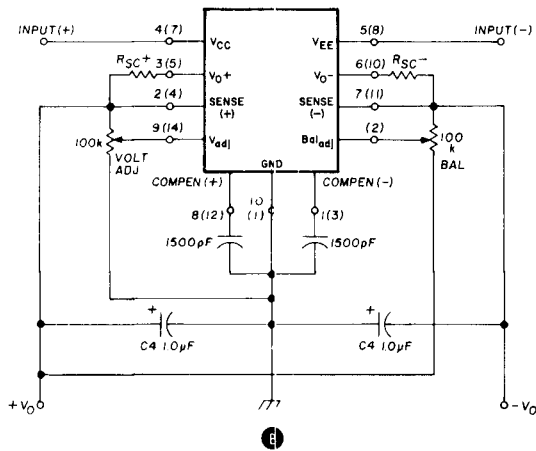 INPUT(+)
4(7)
VCC
VEE
5(8)
INPUT(-)
RSC+
3(5)
VO+
VO-
6(10)
RSC-
2(4)
SENSE
(+)
SENSE
(-)
7(11)
100k
9(14)
Vadj
Baladj
(2)
100
k
BAL
VOLT
ADJ
GND
COMPEN(+)
COMPEN(-)
8(12)
10
(1)
1(3)
1500pF
1500pF
+
C4 1.0µF
+
C4 1.0µF
+VO
-VO
B